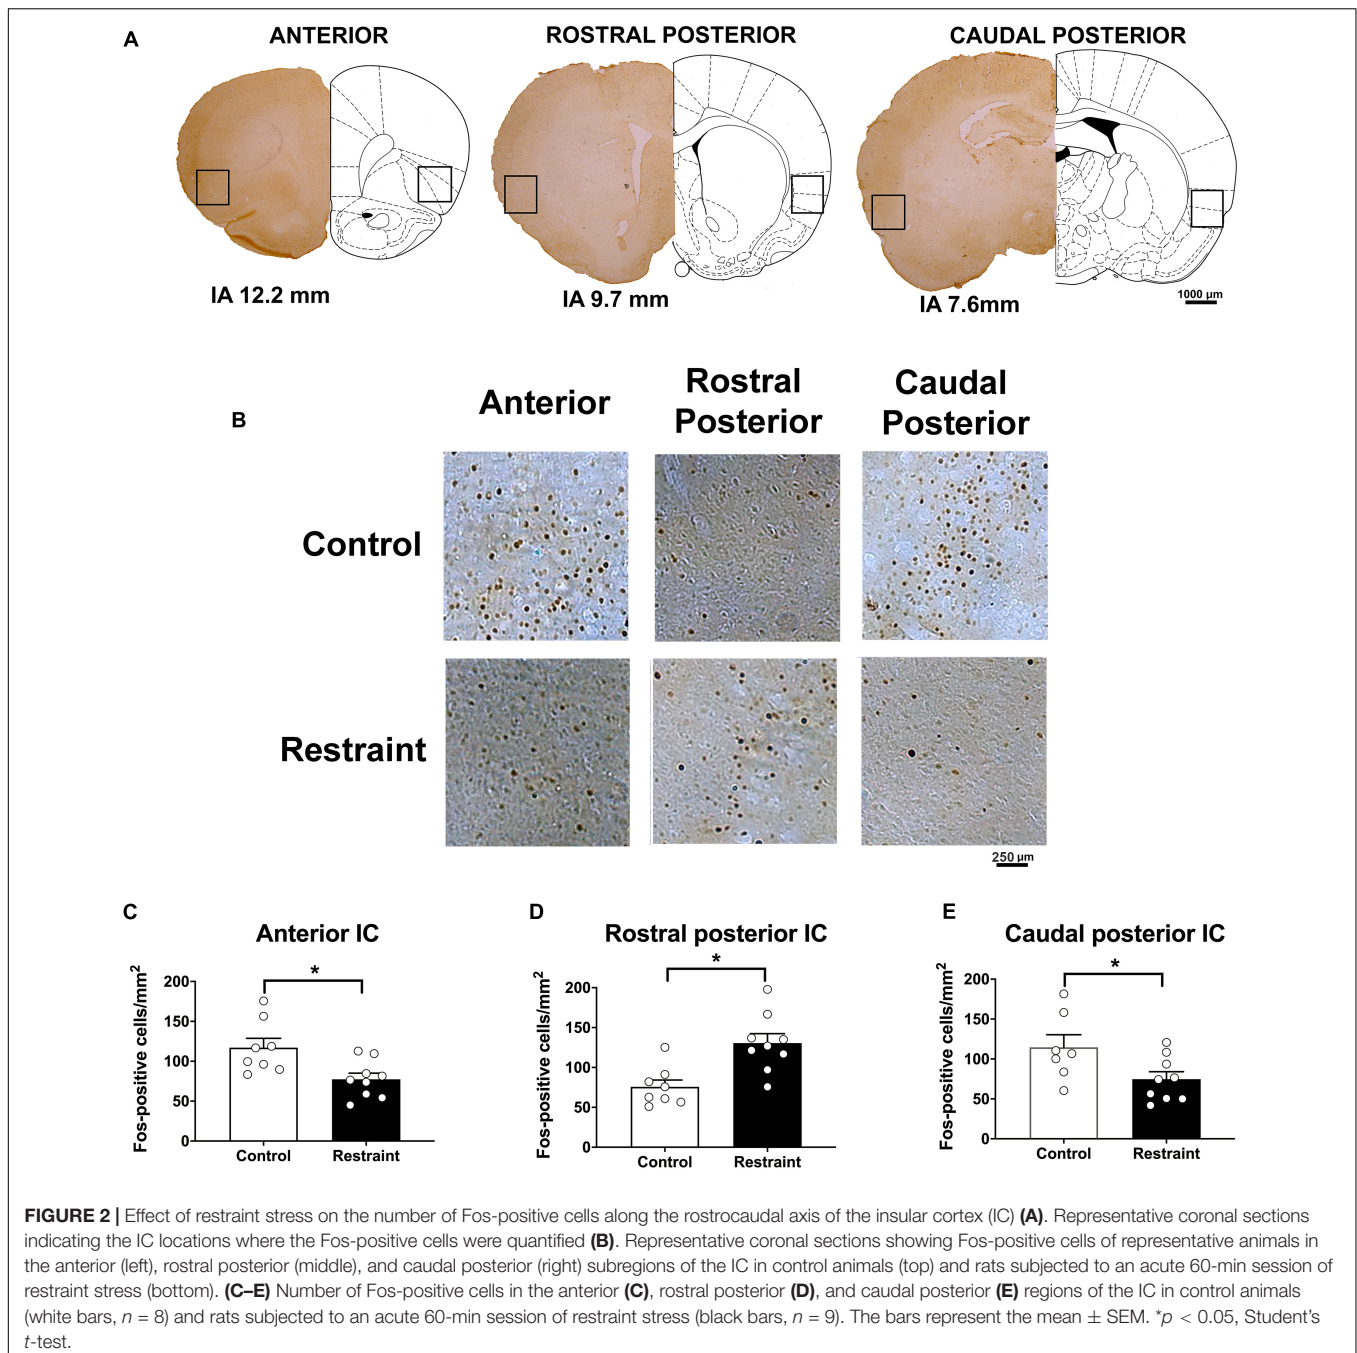 A
ANTERIOR
ROSTRAL POSTERIOR
CAUDAL POSTERIOR
IA 12.2 mm
IA 9.7 mm
IA 7.6mm
1000 µm
B
Anterior
Rostral
Posterior
Caudal
Posterior
Control
Restraint
250 µm
C
Anterior IC
Fos-positive cells/mm²
200
150
100
50
0
*
Control
Restraint
D
Rostral posterior IC
Fos-positive cells/mm²
200
150
100
50
0
*
Control
Restraint
E
Caudal posterior IC
Fos-positive cells/mm²
200
150
100
50
0
*
Control
Restraint
FIGURE 2 | Effect of restraint stress on the number of Fos-positive cells along the rostrocaudal axis of the insular cortex (IC) (A). Representative coronal sections
indicating the IC locations where the Fos-positive cells were quantified (B). Representative coronal sections showing Fos-positive cells of representative animals in
the anterior (left), rostral posterior (middle), and caudal posterior (right) subregions of the IC in control animals (top) and rats subjected to an acute 60-min session of
restraint stress (bottom). (C–E) Number of Fos-positive cells in the anterior (C), rostral posterior (D), and caudal posterior (E) regions of the IC in control animals
(white bars, n = 8) and rats subjected to an acute 60-min session of restraint stress (black bars, n = 9). The bars represent the mean ± SEM. *p < 0.05, Student's
t-test.